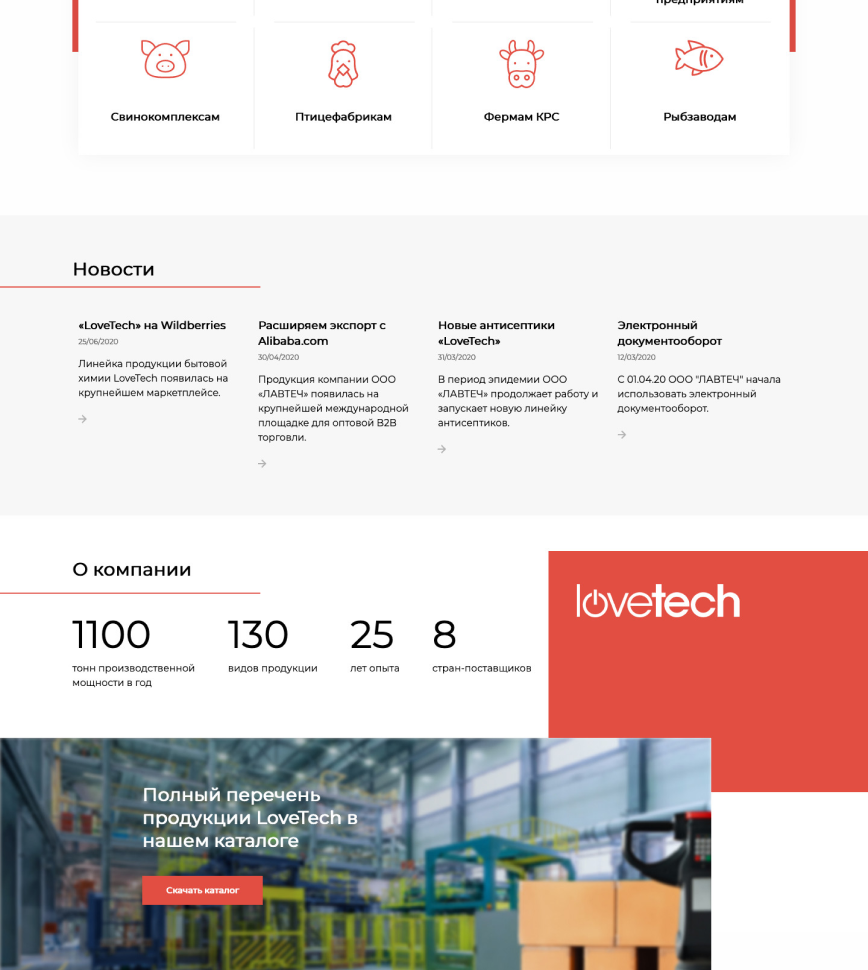 предприятиям
Свинокомплексам
Птицефабрикам
Фермам КРС
Рыбзаводам
Новости
«LoveTech» на Wildberries
25/06/2020
Линейка продукции бытовой
химии LoveTech появилась на
крупнейшем маркетплейсе.
Расширяем экспорт с
Alibaba.com
30/04/2020
Продукция компании ООО
«ЛАВТЕЧ» появилась на
крупнейшей международной
площадке для оптовой B2B
торговли.
Новые антисептики
«LoveTech»
31/03/2020
В период эпидемии ООО
«ЛАВТЕЧ» продолжает работу и
запускает новую линейку
антисептиков.
Электронный
документооборот
12/03/2020
С 01.04.20 ООО "ЛАВТЕЧ" начала
использовать электронный
документооборот.
О компании
1100
тонн производственной
мощности в год
130
видов продукции
25
лет опыта
8
стран-поставщиков
lovetech
Полный перечень
продукции LoveTech в
нашем каталоге
Скачать каталог